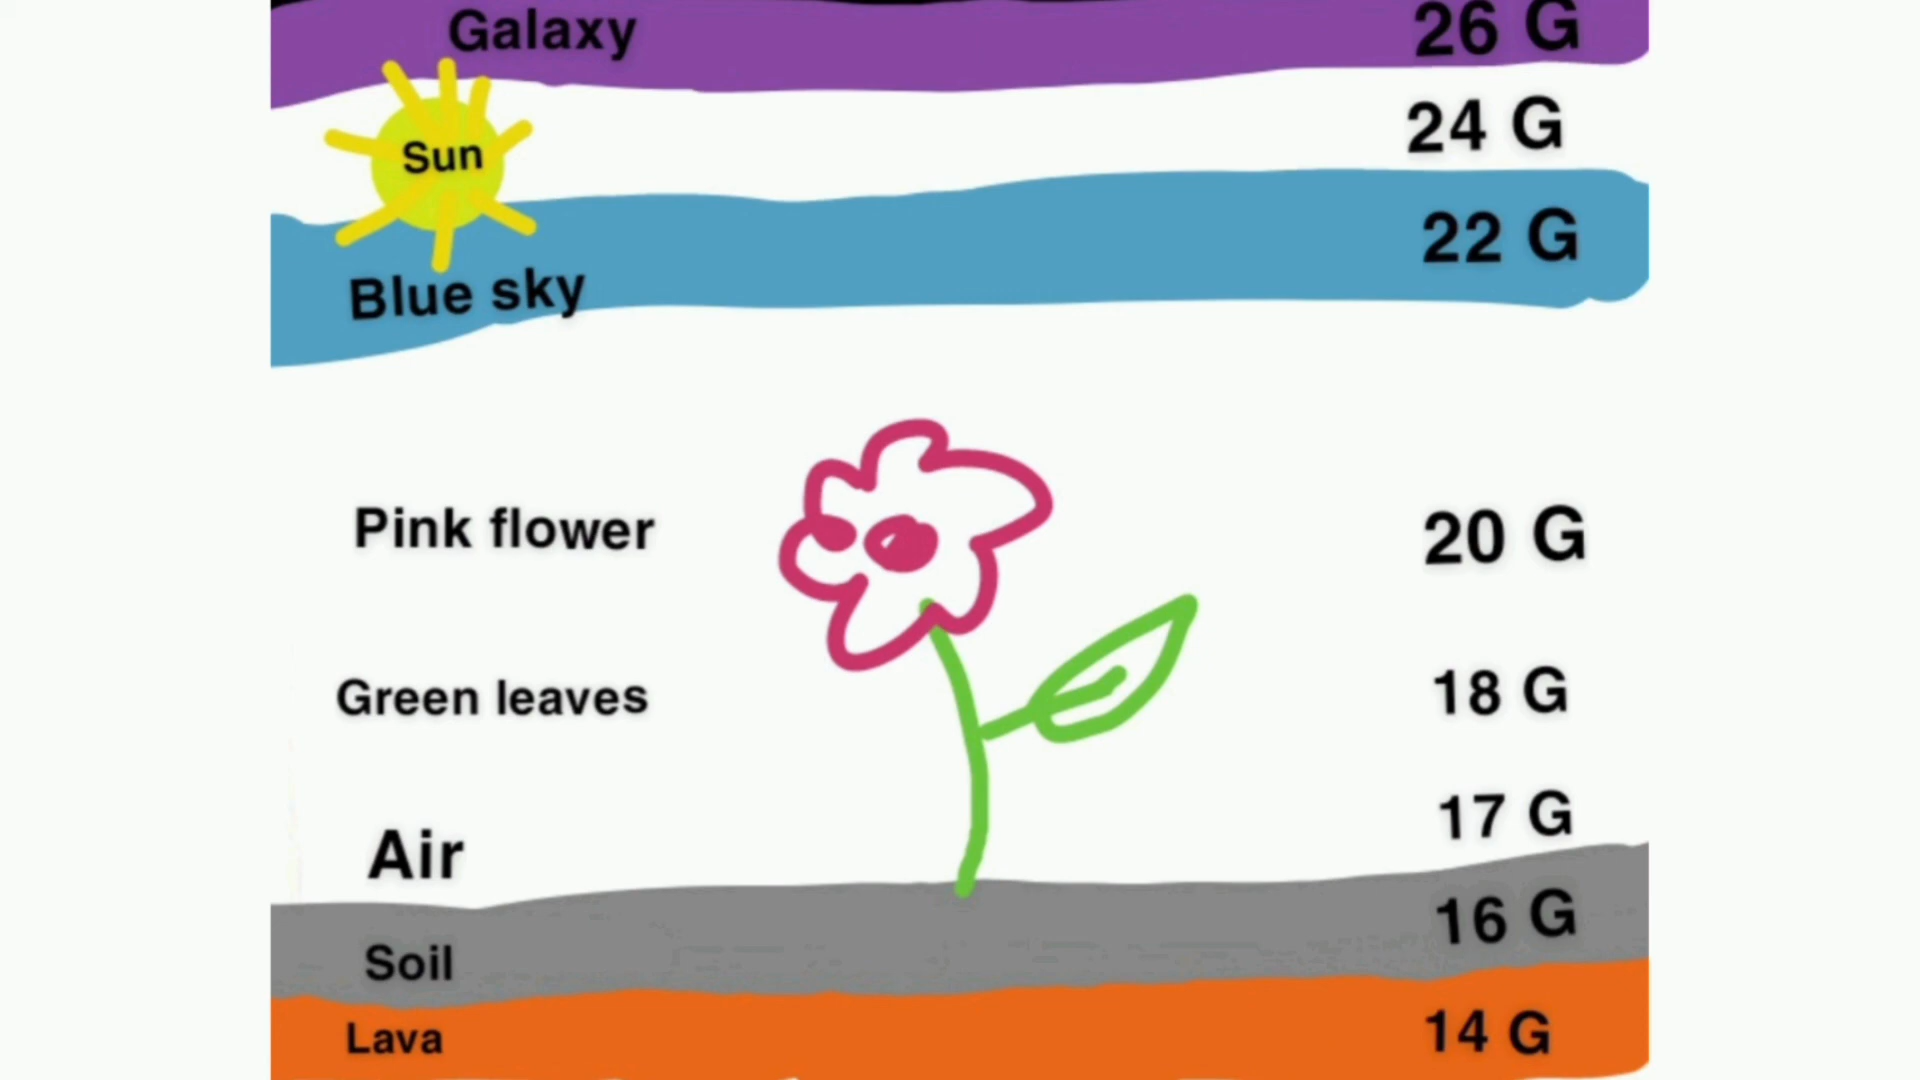 Galaxy 26 G
Sun 24 G
Blue sky 22 G
Pink flower 20 G
Green leaves 18 G
Air 17 G
Soil 16 G
Lava 14 G